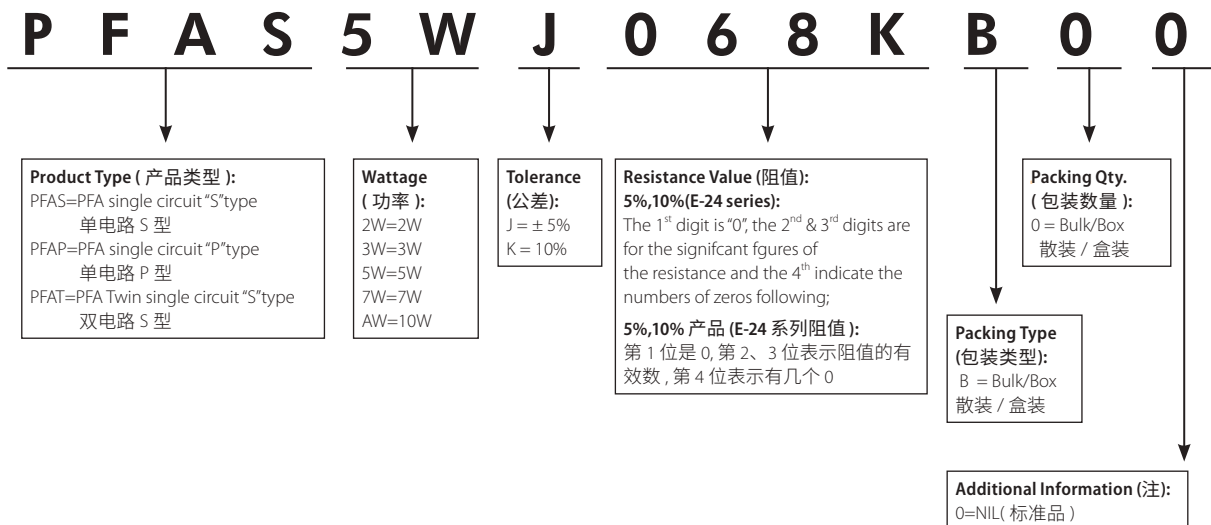 P F A S 5 W J 0 6 8 K B 0 0
Product Type ( 产品类型 ):
PFAS=PFA single circuit “S”type
单电路 S 型
PFAP=PFA single circuit “P”type
单电路 P 型
PFAT=PFA Twin single circuit “S”type
双电路 S 型
Wattage
( 功率 ):
2W=2W
3W=3W
5W=5W
7W=7W
AW=10W
Tolerance
(公差):
J = ± 5%
K = 10%
Resistance Value (阻值):
5%,10%(E-24 series):
The 1st digit is “0”, the 2nd & 3rd digits are
for the signifcant fgures of
the resistance and the 4th indicate the
numbers of zeros following;
5%,10% 产品 (E-24 系列阻值 ):
第 1 位是 0, 第 2、3 位表示阻值的有
效数 , 第 4 位表示有几个 0
Packing Type
(包装类型):
B = Bulk/Box
散装 / 盒装
Packing Qty.
( 包装数量 ):
0 = Bulk/Box
散装 / 盒装
Additional Information (注):
0=NIL( 标准品 )